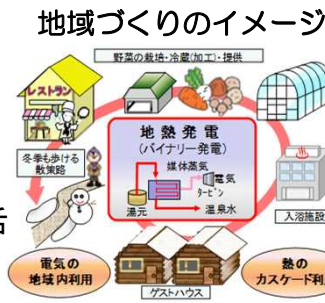 地域づくりのイメージ
野菜の栽培・冷蔵(加工)・提供
レストラン
地熱発電
(バイナリー発電)
媒体蒸気
電気
タービン
湯元
温泉水
冬季も歩ける
散策路
入浴施設
活
電気の
地域内利用
ゲストハウス
熱の
カスケード利